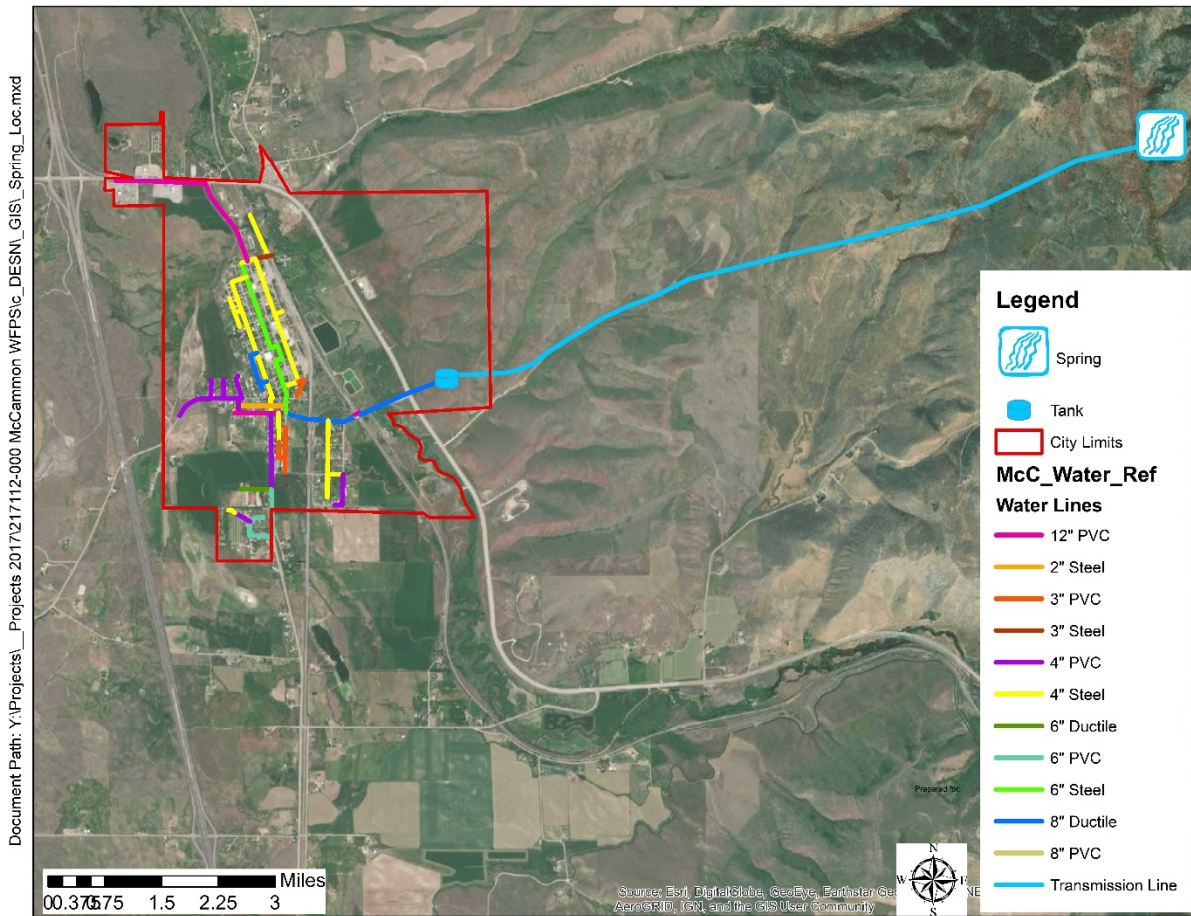 Document Path: Y:\Projects\__Projects 2017\217112-000 McCammon WFPS\c_DESN\_GIS\_Spring_Loc.mxd
Legend
Spring
Tank
City Limits
McC_Water_Ref
Water Lines
12" PVC
2" Steel
3" PVC
3" Steel
4" PVC
4" Steel
6" Ductile
6" PVC
6" Steel
8" Ductile
8" PVC
Transmission Line
Prepared for:
N
W E
S
Miles
1.5 2.25 3
Source: Esri, DigitalGlobe, GeoEye, Earthstar Ge
AeroGRID, IGN, and the GIS User Community